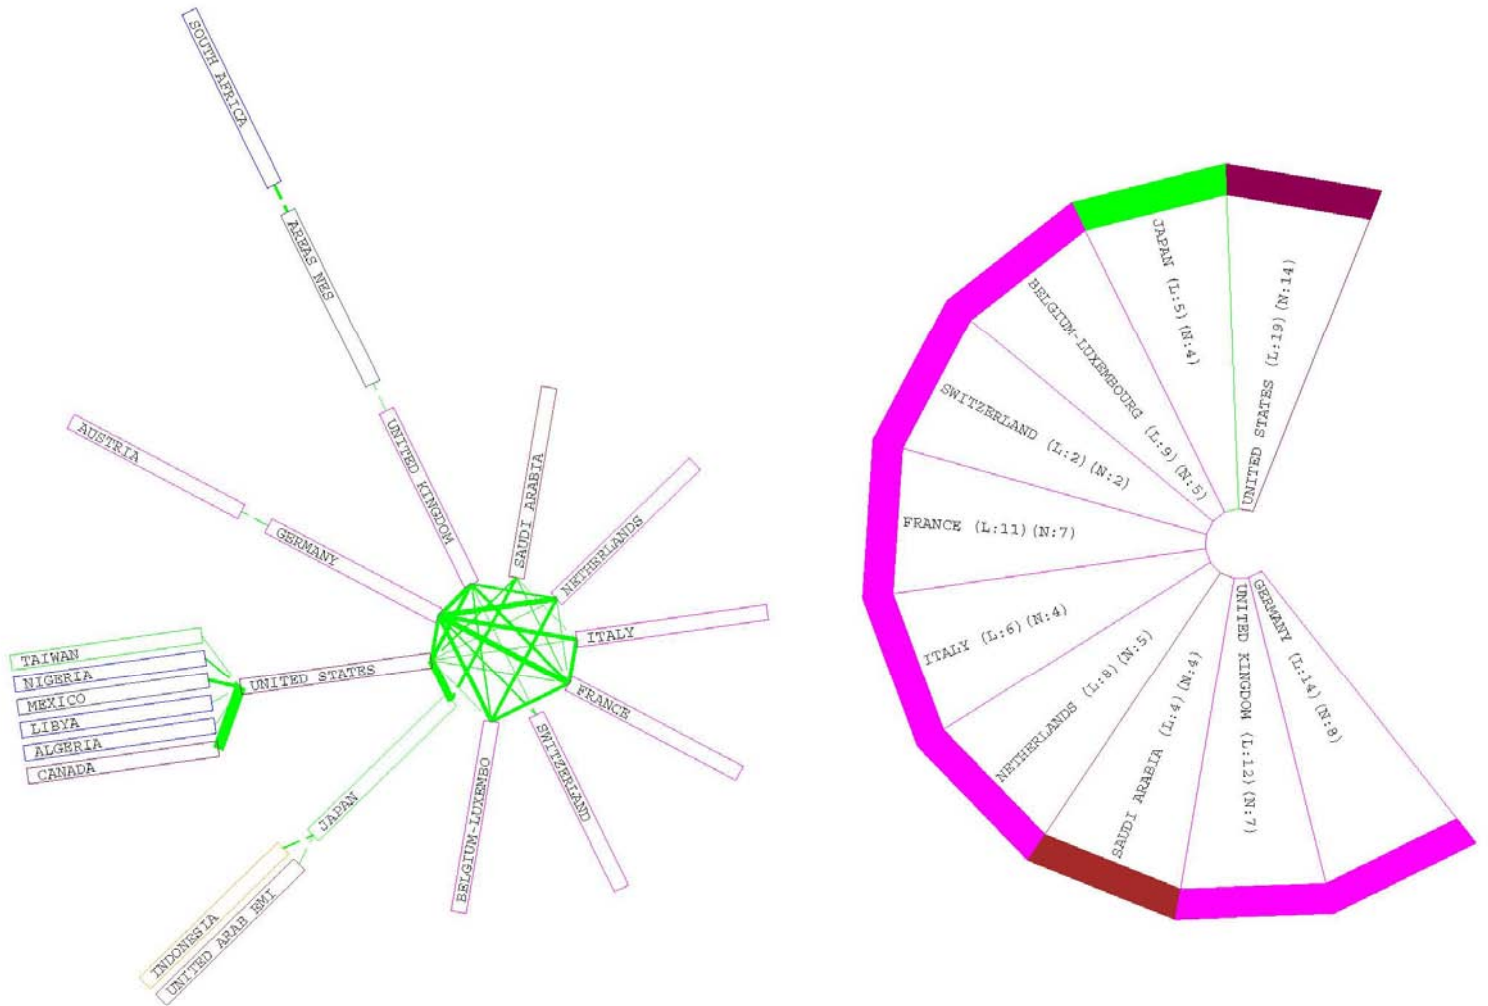 SOUTH AFRICA
AREAS NES
UNITED KINGDOM
AUSTRIA
GERMANY
SAUDI ARABIA
NETHERLANDS
ITALY
FRANCE
SWITZERLAND
BELGIUM-LUXEMBO
JAPAN
INDONESIA
UNITED ARAB EMI
UNITED STATES
TAIWAN
NIGERIA
MEXICO
LIBYA
ALGERIA
CANADA
UNITED STATES (L:19)(N:14)
JAPAN (L:5)(N:4)
BELGIUM-LUXEMBOURG (L:9)(N:5)
SWITZERLAND (L:2)(N:2)
FRANCE (L:11)(N:7)
ITALY (L:6)(N:4)
NETHERLANDS (L:8)(N:5)
SAUDI ARABIA (L:4)(N:4)
UNITED KINGDOM (L:12)(N:7)
GERMANY (L:14)(N:8)